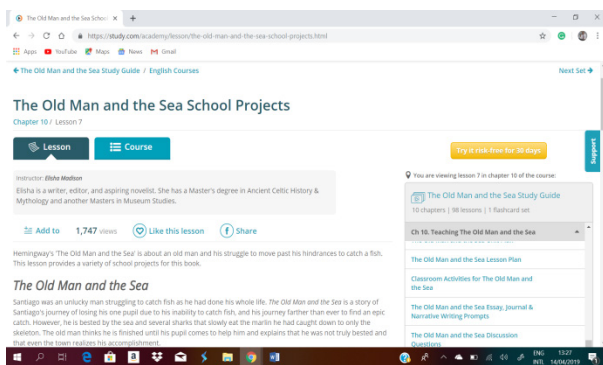 The Old Man and the Sea School
https://study.com/academy/lesson/the-old-man-and-the-sea-school-projects.html
Apps YouTube Maps News Gmail
The Old Man and the Sea Study Guide / English Courses
Next Set
The Old Man and the Sea School Projects
Chapter 10 / Lesson 7
Lesson Course
Try it risk-free for 30 days
Support
Instructor: Elisha Madison
Elisha is a writer, editor, and aspiring novelist. She has a Master's degree in Ancient Celtic History &
Mythology and another Masters in Museum Studies.
Add to 1,747 views Like this lesson Share
Hemingway's 'The Old Man and the Sea' is about an old man and his struggle to move past his hindrances to catch a fish.
This lesson provides a variety of school projects for this book.
The Old Man and the Sea
Santiago was an unlucky man struggling to catch fish as he had done his whole life. The Old Man and the Sea is a story of
Santiago's journey of losing his one pupil due to his inability to catch fish, and his journey farther than ever to find an epic
catch. However, he is bested by the sea and several sharks that slowly eat the marlin he had caught down to only the
skeleton. The old man thinks he is finished until his pupil comes to help him and explains that he was not truly bested and
that even the town realizes his accomplishment.
You are viewing lesson 7 in chapter 10 of the course:
The Old Man and the Sea Study Guide
10 chapters | 98 lessons | 1 flashcard set
Ch 10. Teaching The Old Man and the Sea
The Old Man and the Sea Lesson Plan
Classroom Activities for The Old Man and
the Sea
The Old Man and the Sea Essay, Journal &
Narrative Writing Prompts
The Old Man and the Sea Discussion
Questions
ENG 13:27
INTL 14/04/2019